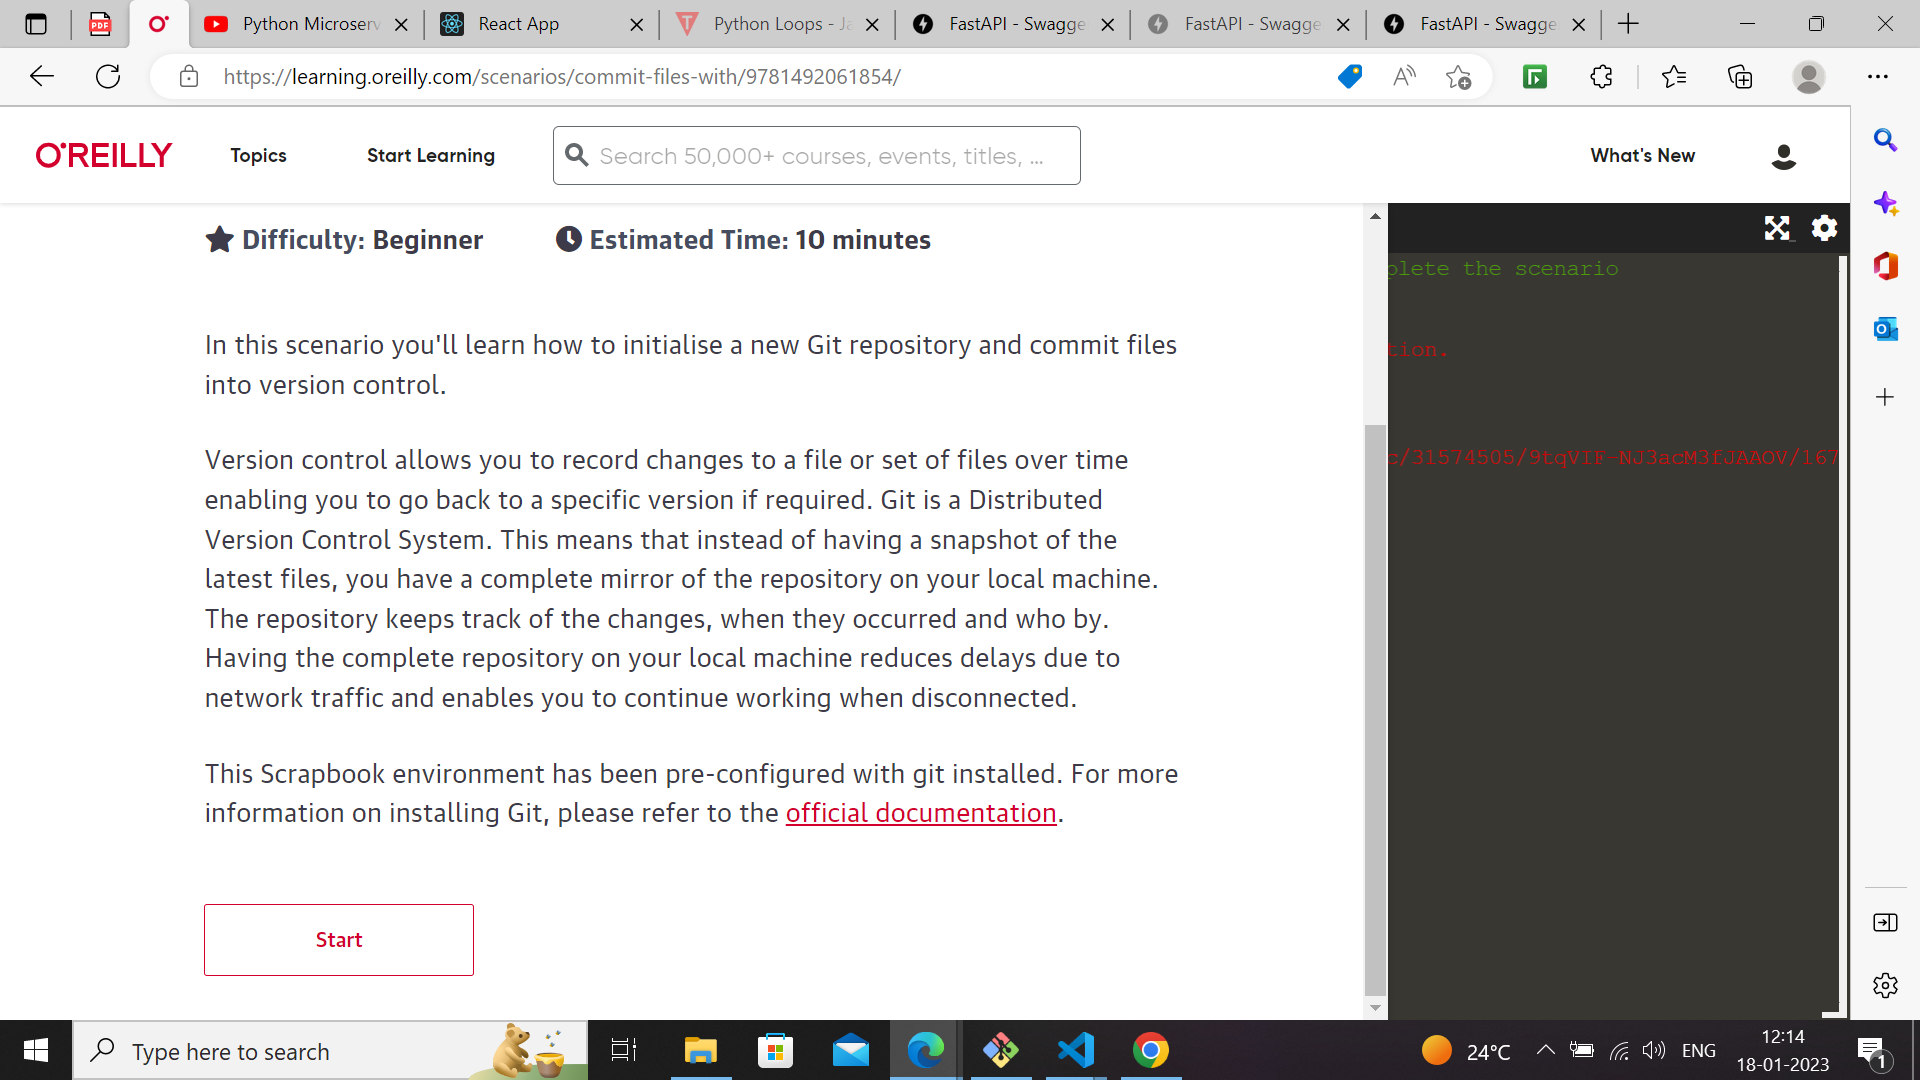 Python Microserv
React App
Python Loops - Ja
FastAPI - Swagge
FastAPI - Swagge
FastAPI - Swagge
https://learning.oreilly.com/scenarios/commit-files-with/9781492061854/
O'REILLY
Topics
Start Learning
Search 50,000+ courses, events, titles, ...
What's New
Difficulty: Beginner
Estimated Time: 10 minutes
plete the scenario
In this scenario you'll learn how to initialise a new Git repository and commit files
into version control.
tion.
Version control allows you to record changes to a file or set of files over time
enabling you to go back to a specific version if required. Git is a Distributed
Version Control System. This means that instead of having a snapshot of the
latest files, you have a complete mirror of the repository on your local machine.
The repository keeps track of the changes, when they occurred and who by.
Having the complete repository on your local machine reduces delays due to
network traffic and enables you to continue working when disconnected.
This Scrapbook environment has been pre-configured with git installed. For more
information on installing Git, please refer to the official documentation.
Start
Type here to search
24°C
ENG
12:14
18-01-2023
1